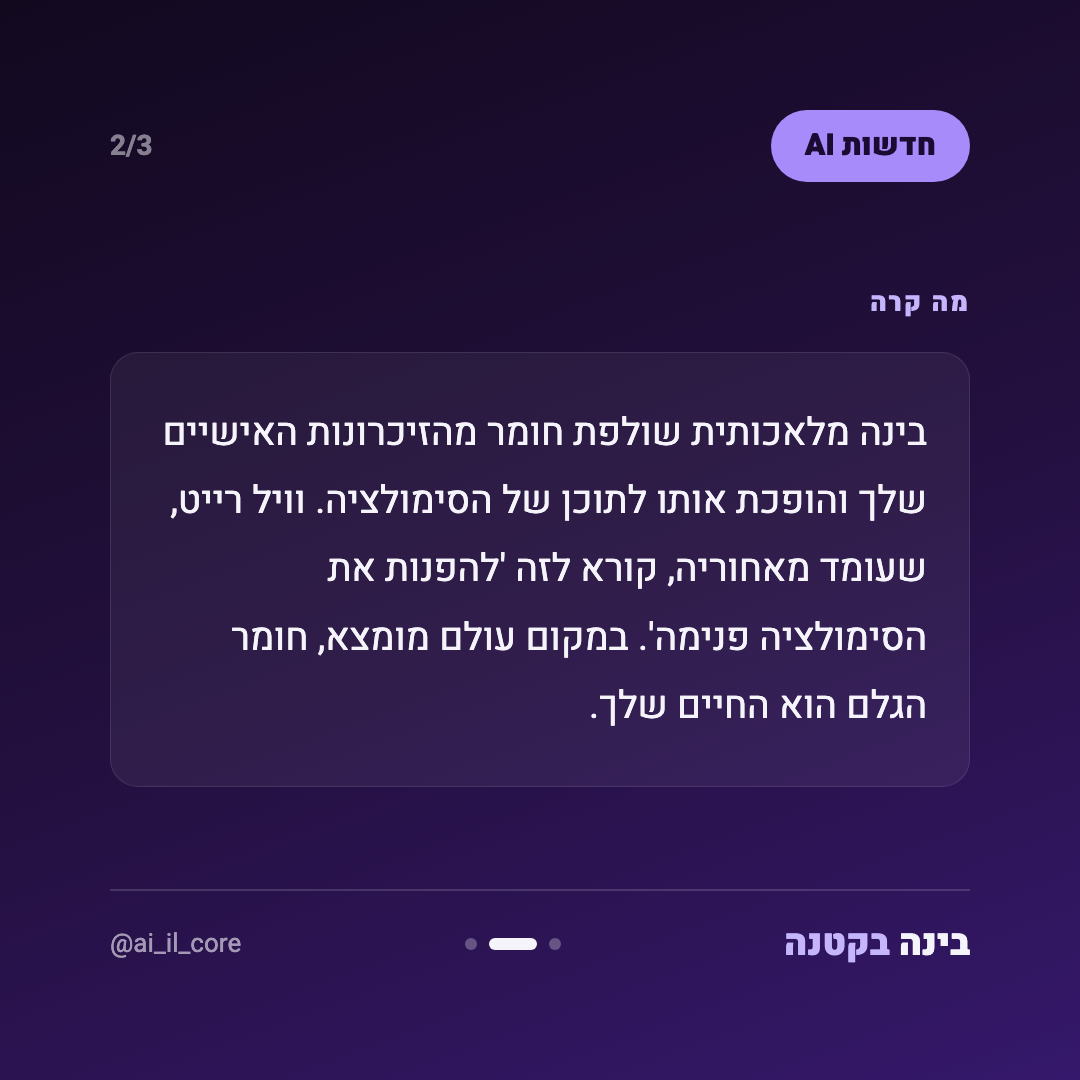 חדשות AI
2/3
מה קרה
בינה מלאכותית שולפת חומר מהזיכרונות האישיים
שלך והופכת אותו לתוכן של הסימולציה. וויל רייט,
שעומד מאחוריה, קורא לזה 'להפנות את
הסימולציה פנימה'. במקום עולם מומצא, חומר
הגלם הוא החיים שלך.
בינה בקטנה
@ai_il_core